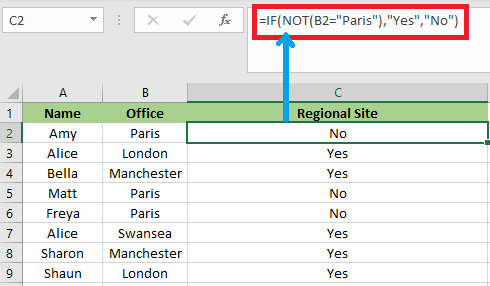 C2 fx =IF(NOT(B2="Paris"),"Yes","No")
A B C
1 Name Office Regional Site
2 Amy Paris No
3 Alice London Yes
4 Bella Manchester Yes
5 Matt Paris No
6 Freya Paris No
7 Alice Swansea Yes
8 Sharon Manchester Yes
9 Shaun London Yes